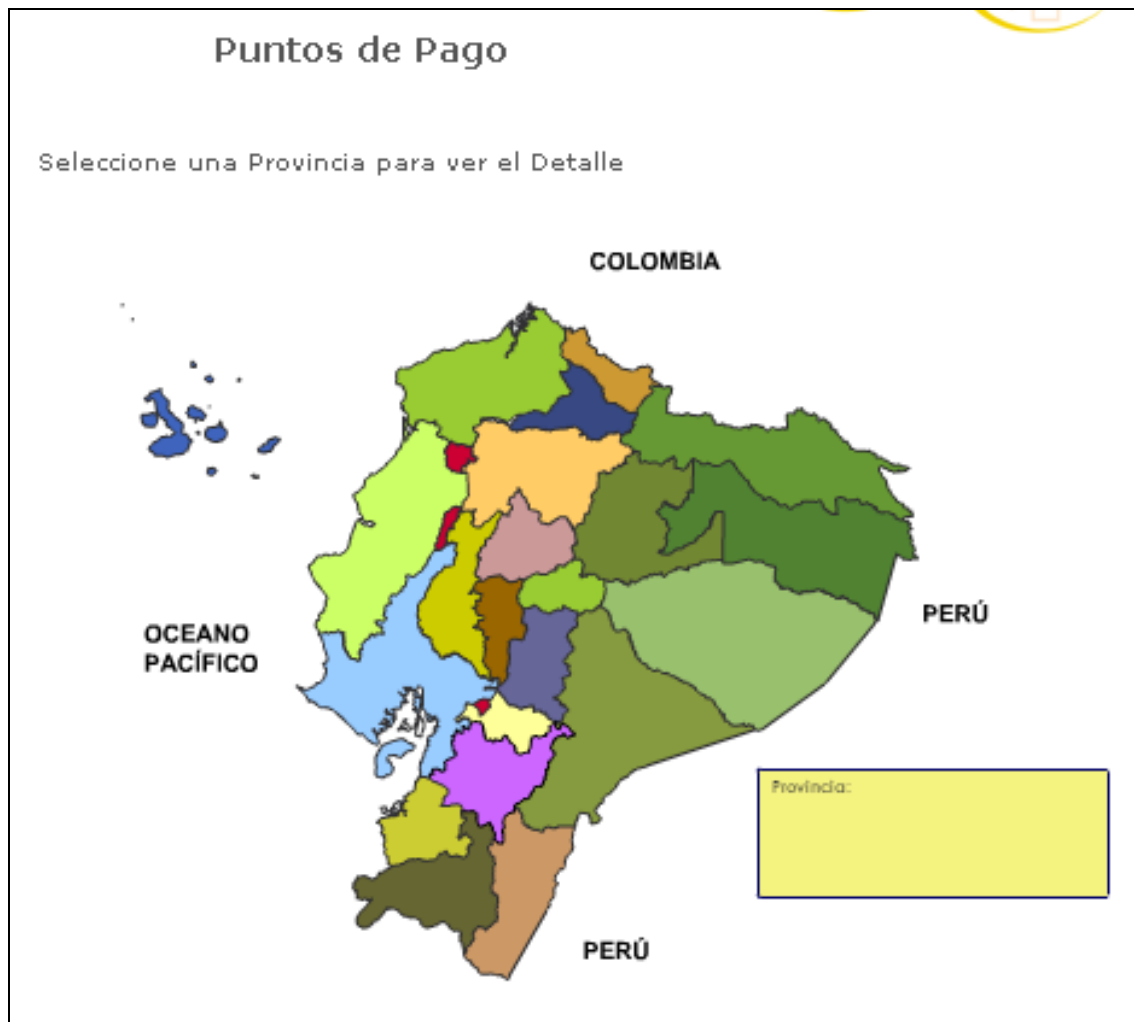 Puntos de Pago
Seleccione una Provincia para ver el Detalle
COLOMBIA
OCEANO
PACÍFICO
PERÚ
Provincia:
PERÚ